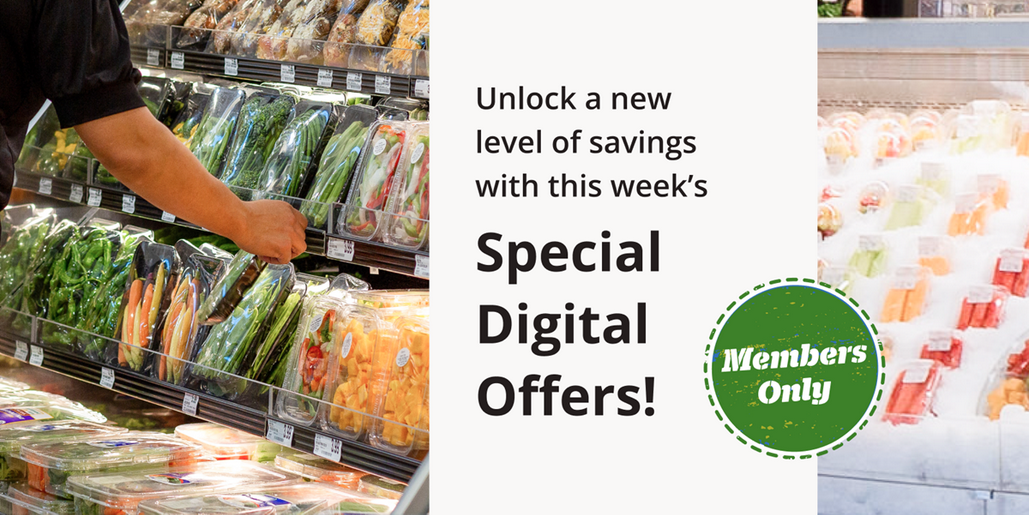 Unlock a new
level of savings
with this week’s
Special
Digital
Offers!
Members
Only